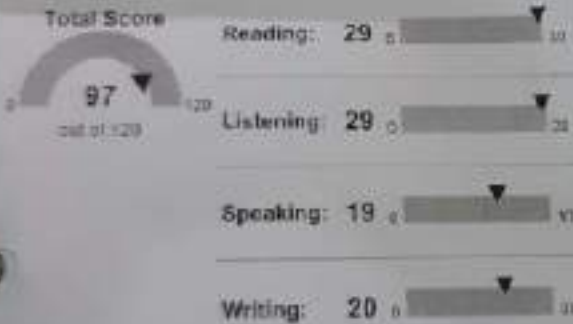 Total Score
0 97 120
out of 120
Reading: 29 0 30
Listening: 29 0 30
Speaking: 19 0
Writing: 20 0 30